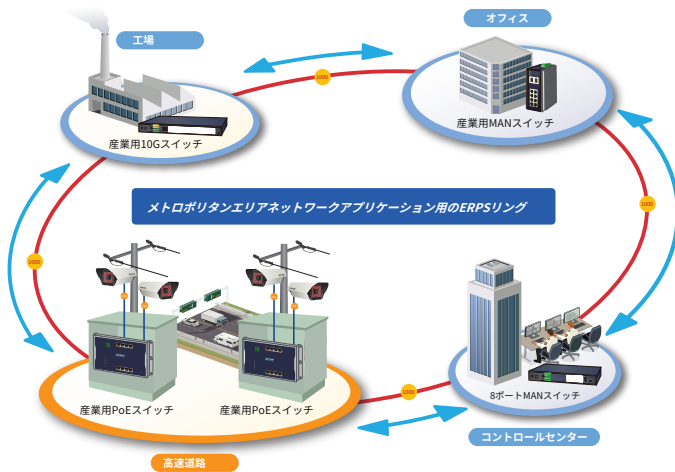 工場
オフィス
1000
産業用MANスイッチ
産業用10Gスイッチ
メトロポリタンエリアネットワークアプリケーション用のERPSリング
1000
1000
産業用PoEスイッチ
産業用PoEスイッチ
1000
8ポートMANスイッチ
コントロールセンター
高速道路